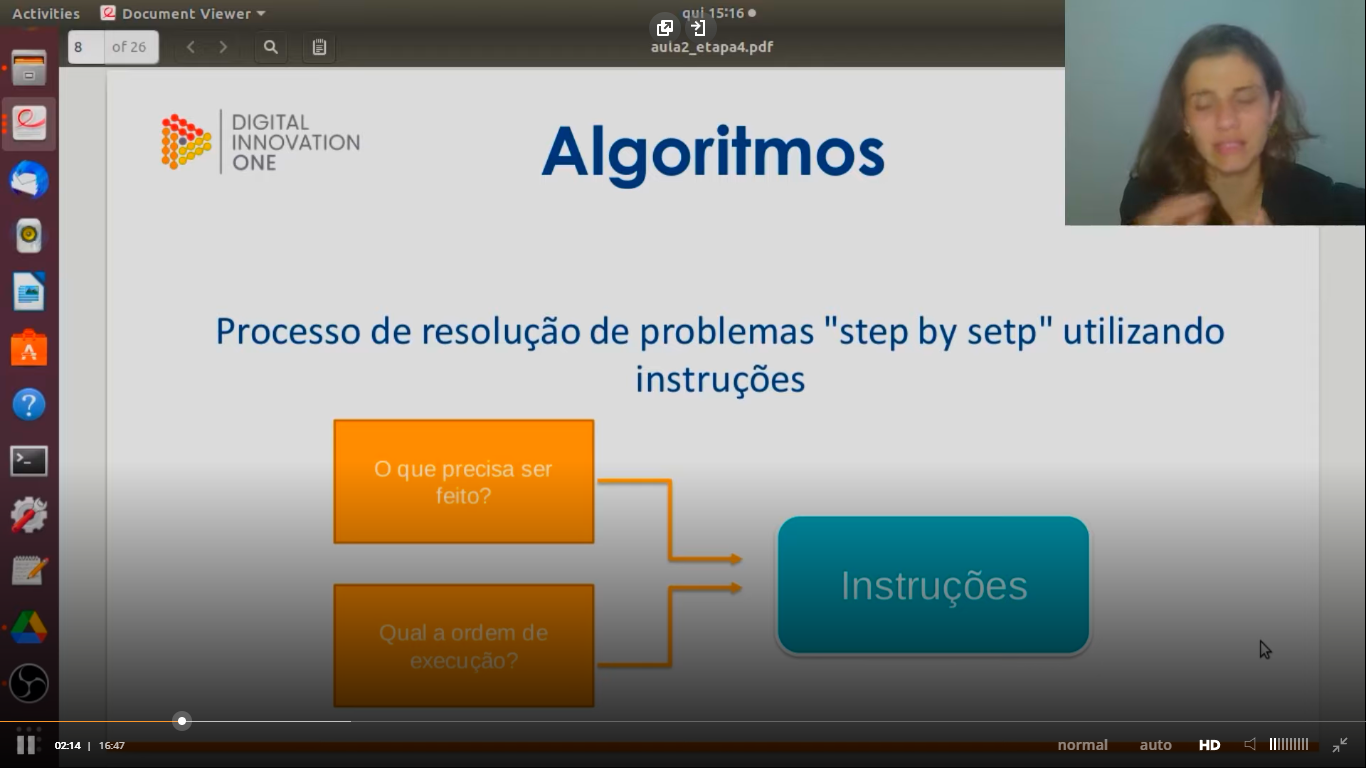 Activities
Document Viewer
qui 15:16
8
of 26
aula2_etapa4.pdf
DIGITAL
INNOVATION
ONE
Algoritmos
Processo de resolução de problemas "step by setp" utilizando
instruções
O que precisa ser
feito?
Qual a ordem de
execução?
Instruções
02:14 | 16:47
normal
auto
HD